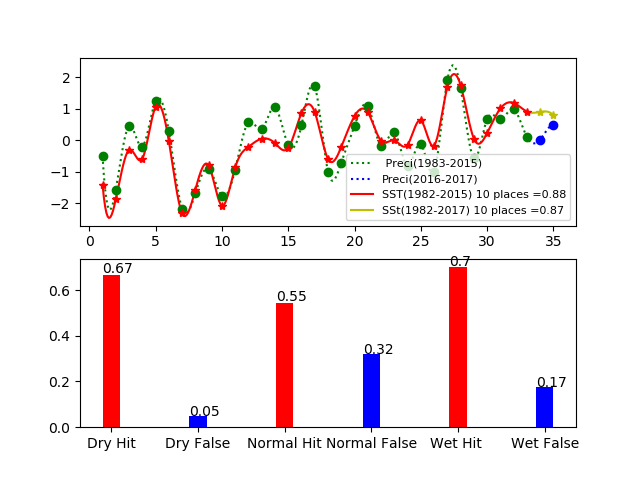 2
1
0
−1
−2
0 5 10 15 20 25 30 35
Preci(1983-2015)
Preci(2016-2017)
SST(1982-2015) 10 places =0.88
SSt(1982-2017) 10 places =0.87
0.6
0.4
0.2
0.0
0.67
0.05
0.55
0.32
0.7
0.17
Dry Hit Dry False Normal Hit Normal False Wet Hit Wet False